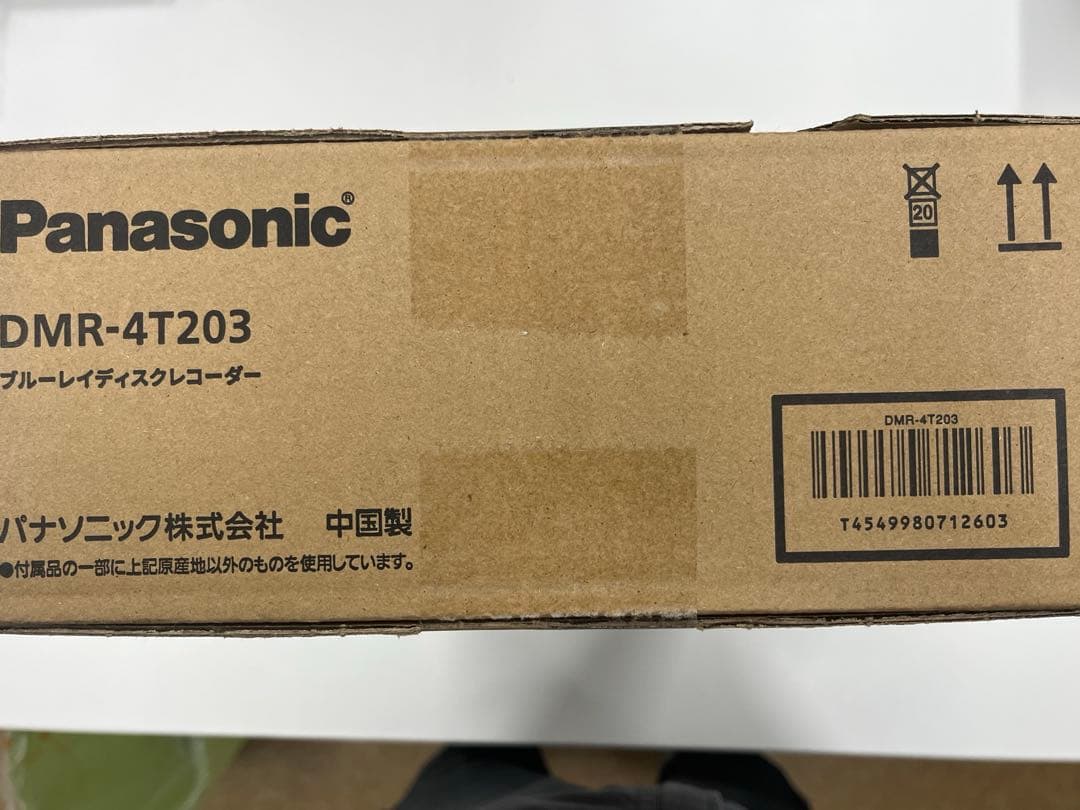 Panasonic®
DMR-4T203
ブルーレイディスクレコーダー
パナソニック株式会社 中国製
●付属品の一部に上記原産地以外のものを使用しています。
20
DMR-4T203
T4549980712603